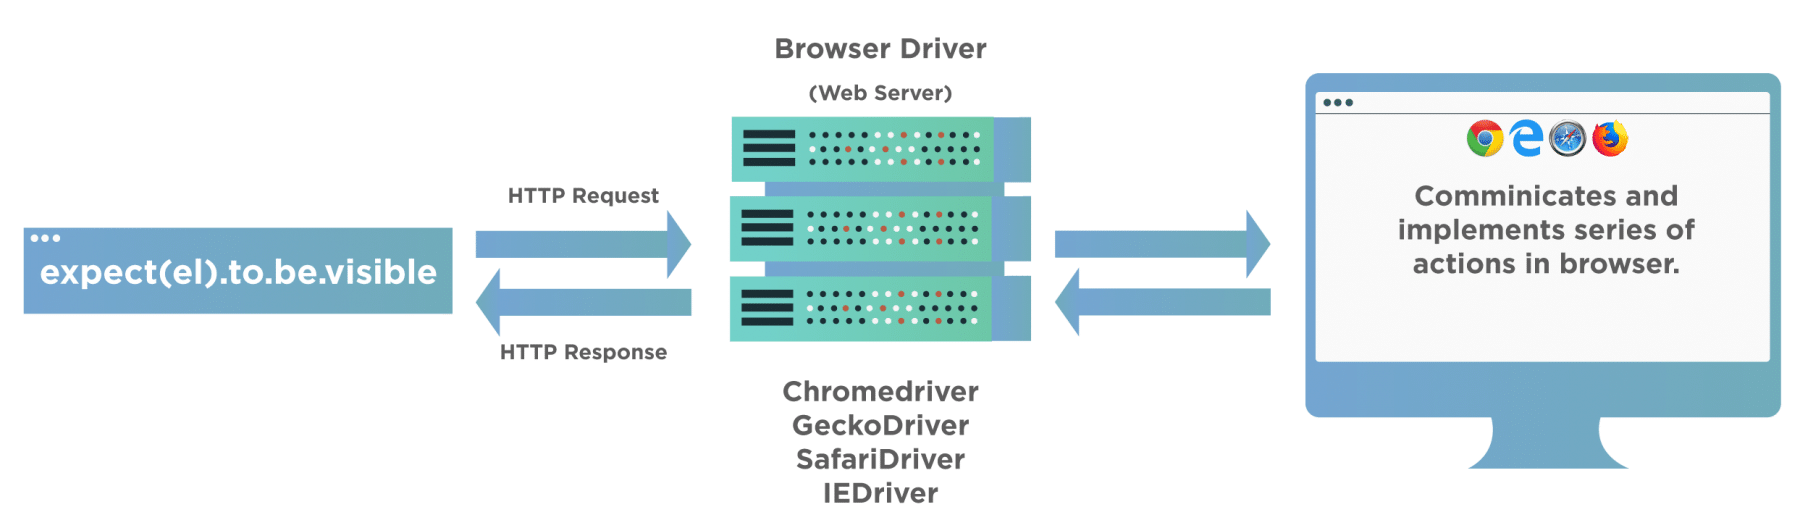 Browser Driver
(Web Server)
HTTP Request
expect(el).to.be.visible
HTTP Response
Chromedriver
GeckoDriver
SafariDriver
IEDriver
Comminicates and
implements series of
actions in browser.